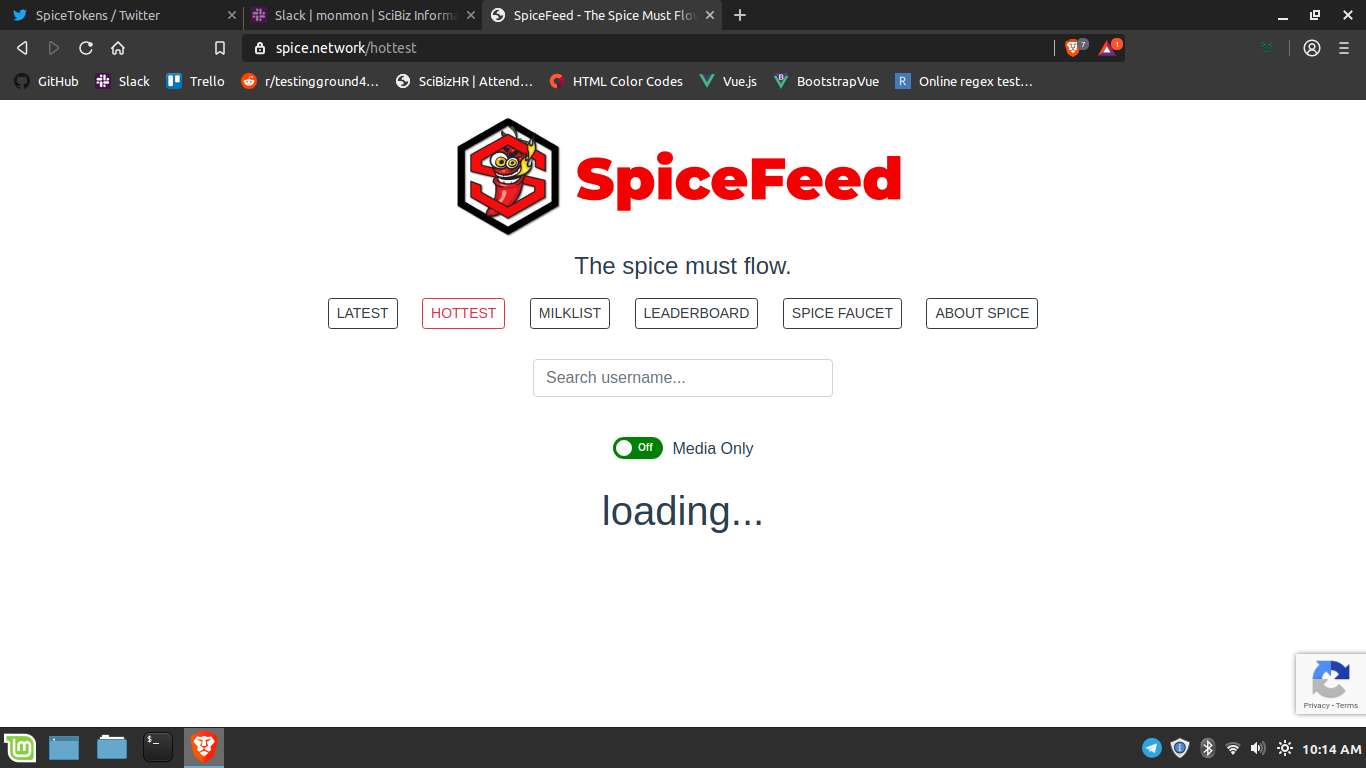 SpiceTokens / Twitter
Slack | monmon | SciBiz Informa
SpiceFeed - The Spice Must Flo
spice.network/hottest
7
1
GitHub
Slack
Trello
r/testingground4…
SciBizHR | Attend…
HTML Color Codes
Vue.js
B
BootstrapVue
R
Online regex test…
SpiceFeed
The spice must flow.
LATEST
HOTTEST
MILKLIST
LEADERBOARD
SPICE FAUCET
ABOUT SPICE
Search username...
Off
Media Only
loading...
Privacy - Terms
$_
10:14 AM